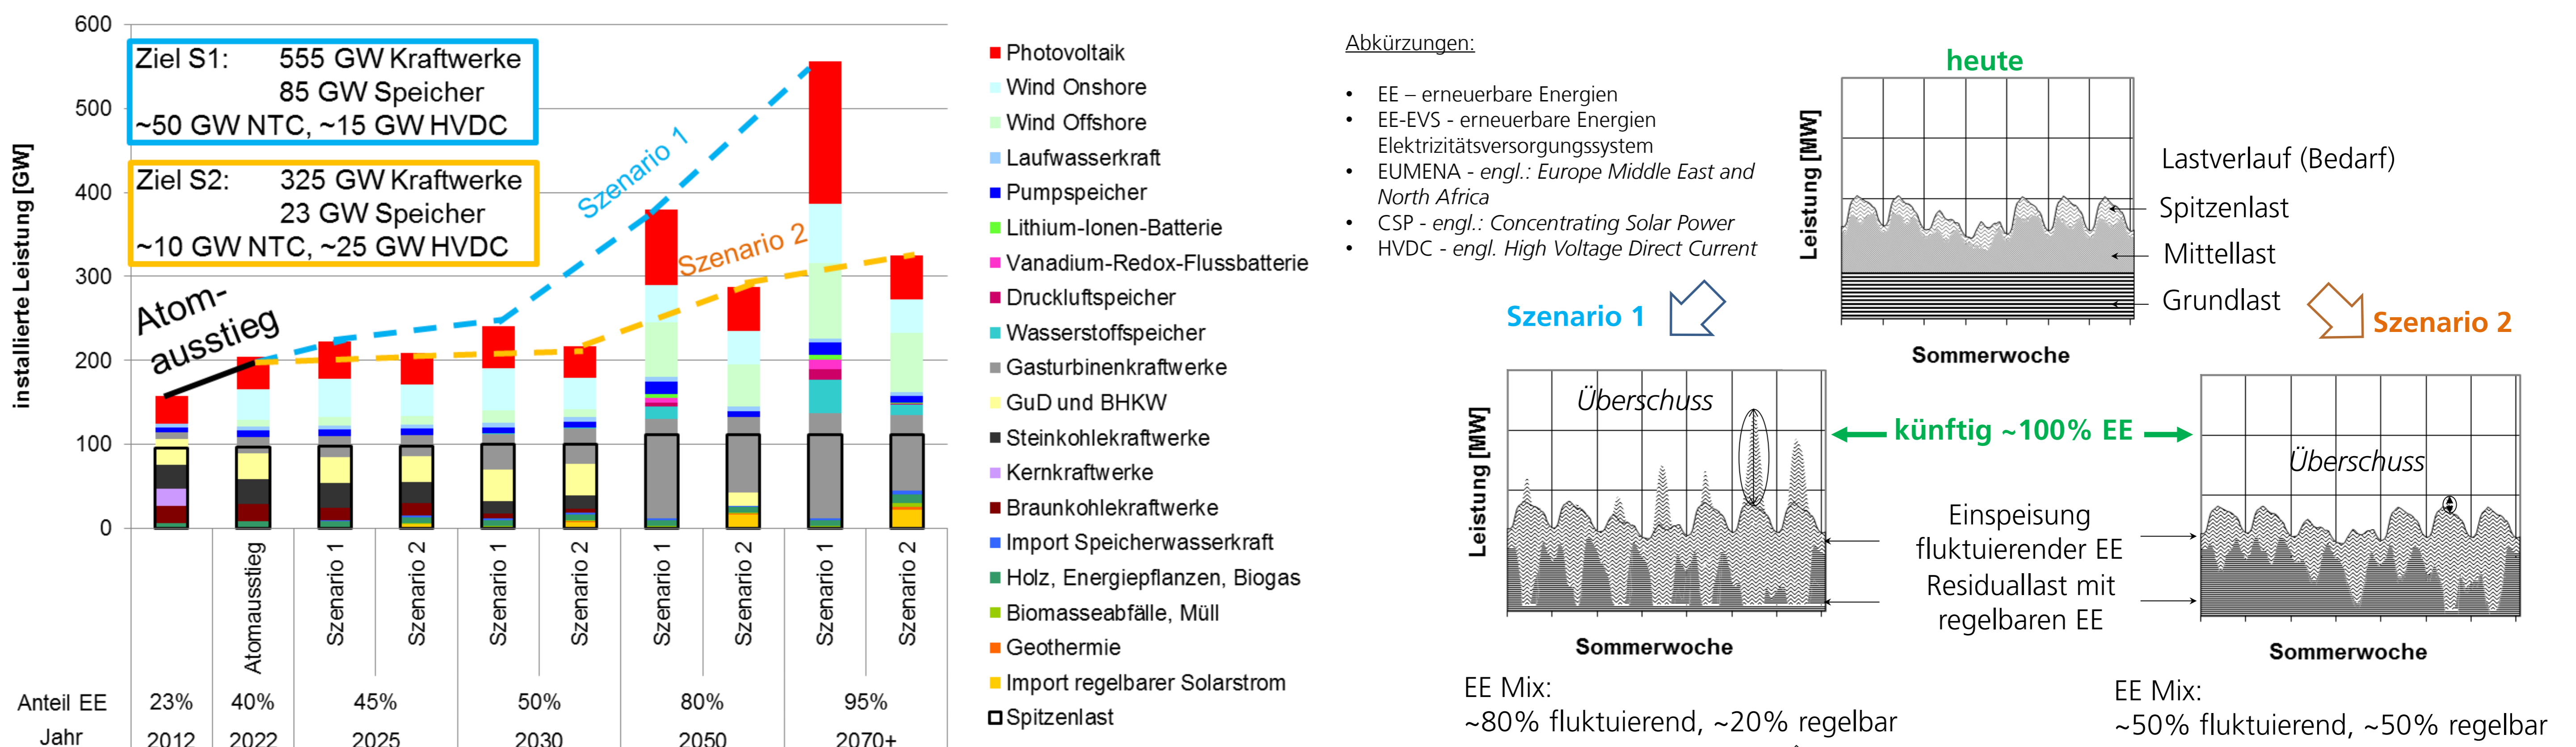 600
500
400
300
200
100
0
installierte Leistung [GW]
Ziel S1: 555 GW Kraftwerke
85 GW Speicher
~50 GW NTC, ~15 GW HVDC
Ziel S2: 325 GW Kraftwerke
23 GW Speicher
~10 GW NTC, ~25 GW HVDC
Atom-
ausstieg
Szenario 1
Szenario 2
Atomausstieg
Szenario 1
Szenario 2
Szenario 1
Szenario 2
Szenario 1
Szenario 2
Szenario 1
Szenario 2
Anteil EE 23% 40% 45% 50% 80% 95%
Jahr 2012 2022 2025 2030 2050 2070+
Photovoltaik
Wind Onshore
Wind Offshore
Laufwasserkraft
Pumpspeicher
Lithium-Ionen-Batterie
Vanadium-Redox-Flussbatterie
Druckluftspeicher
Wasserstoffspeicher
Gasturbinenkraftwerke
GuD und BHKW
Steinkohlekraftwerke
Kernkraftwerke
Braunkohlekraftwerke
Import Speicherwasserkraft
Holz, Energiepflanzen, Biogas
Biomasseabfälle, Müll
Geothermie
Import regelbarer Solarstrom
Spitzenlast
Abkürzungen:
• EE – erneuerbare Energien
• EE-EVS - erneuerbare Energien
Elektrizitätsversorgungssystem
• EUMENA - engl.: Europe Middle East and
North Africa
• CSP - engl.: Concentrating Solar Power
• HVDC - engl. High Voltage Direct Current
heute
Leistung [MW]
Lastverlauf (Bedarf)
Spitzenlast
Mittellast
Grundlast
Sommerwoche
Szenario 1
Szenario 2
Leistung [MW]
Überschuss
künftig ~100% EE
Überschuss
Einspeisung
fluktuierender EE
Residuallast mit
regelbaren EE
Sommerwoche
Sommerwoche
EE Mix:
~80% fluktuierend, ~20% regelbar
EE Mix:
~50% fluktuierend, ~50% regelbar